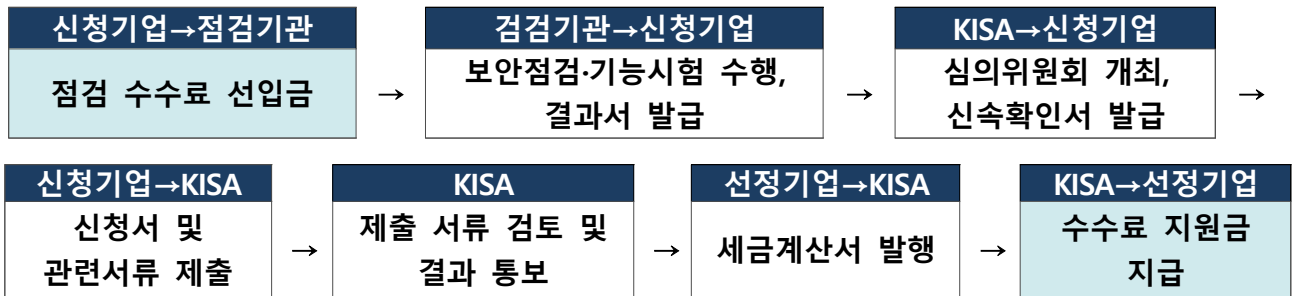 신청기업→점검기관
점검 수수료 선입금
→
검검기관→신청기업
보안점검·기능시험 수행,
결과서 발급
→
KISA→신청기업
심의위원회 개최,
신속확인서 발급
→
신청기업→KISA
신청서 및
관련서류 제출
→
KISA
제출 서류 검토 및
결과 통보
→
선정기업→KISA
세금계산서 발행
→
KISA→선정기업
수수료 지원금
지급